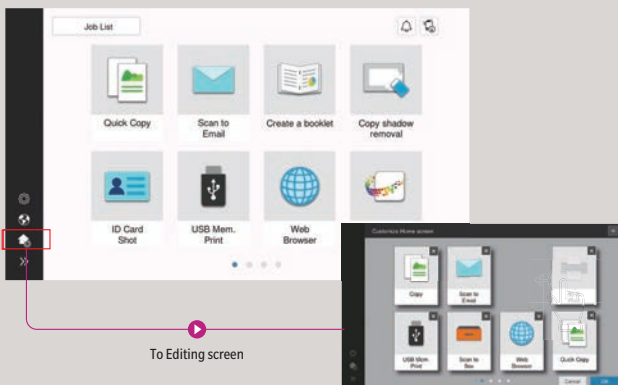 Job List
Quick Copy
Scan to
Email
Create a booklet
Copy shadow
removal
ID Card
Shot
USB Mem.
Print
Web
Browser
To Editing screen
Customize Home screen
Copy
Scan to
Email
USB Mem.
Print
Scan to
Box
Web
Browser
Quick Copy
Cancel
OK